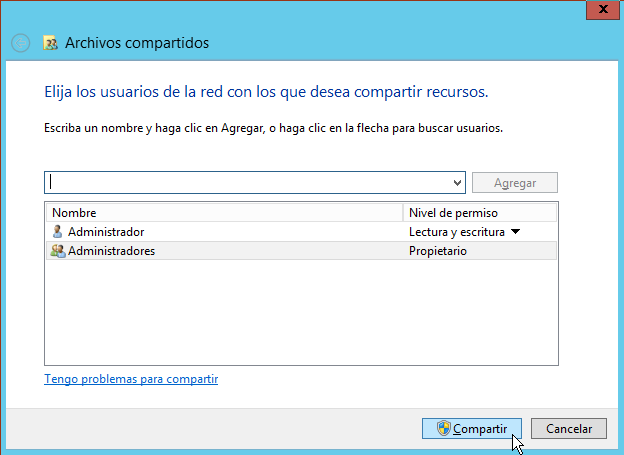 Archivos compartidos
Elija los usuarios de la red con los que desea compartir recursos.
Escriba un nombre y haga clic en Agregar, o haga clic en la flecha para buscar usuarios.
Agregar
Nombre Nivel de permiso
Administrador Lectura y escritura
Administradores Propietario
Tengo problemas para compartir
Compartir Cancelar